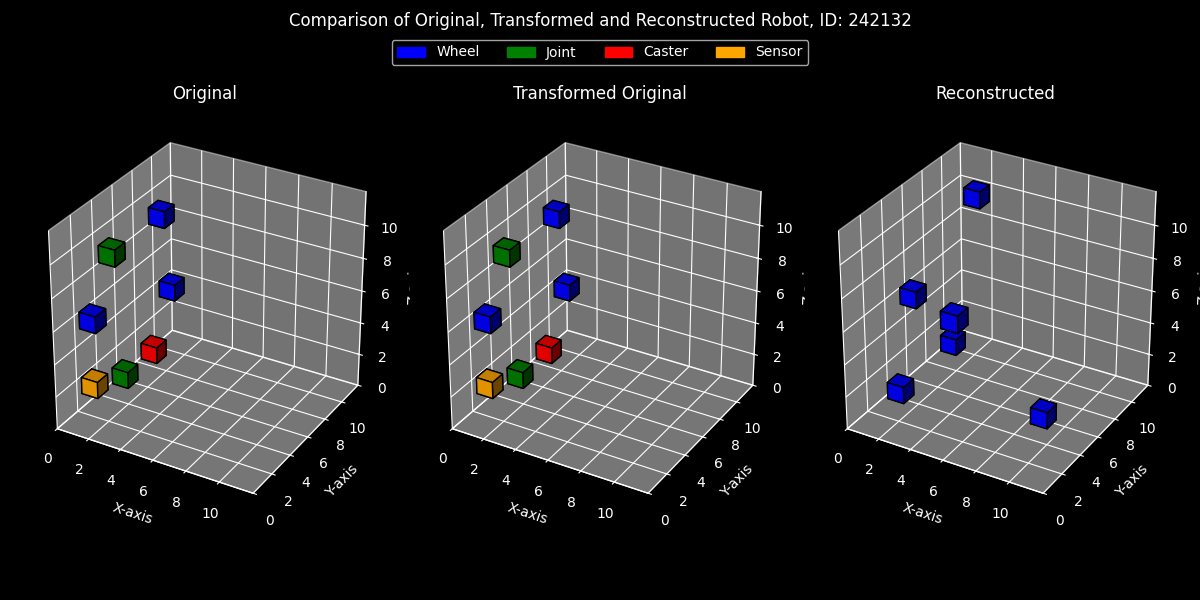 Comparison of Original, Transformed and Reconstructed Robot, ID: 242132
Wheel Joint Caster Sensor
Original Transformed Original Reconstructed
10 10 10
8 8 8
6 6 6
4 4 4
2 2 2
0 0 0
0 2 4 6 8 10 0 2 4 6 8 10 0 2 4 6 8 10
0 2 4 6 8 10 0 2 4 6 8 10 0 2 4 6 8 10
X-axis Y-axis X-axis Y-axis X-axis Y-axis